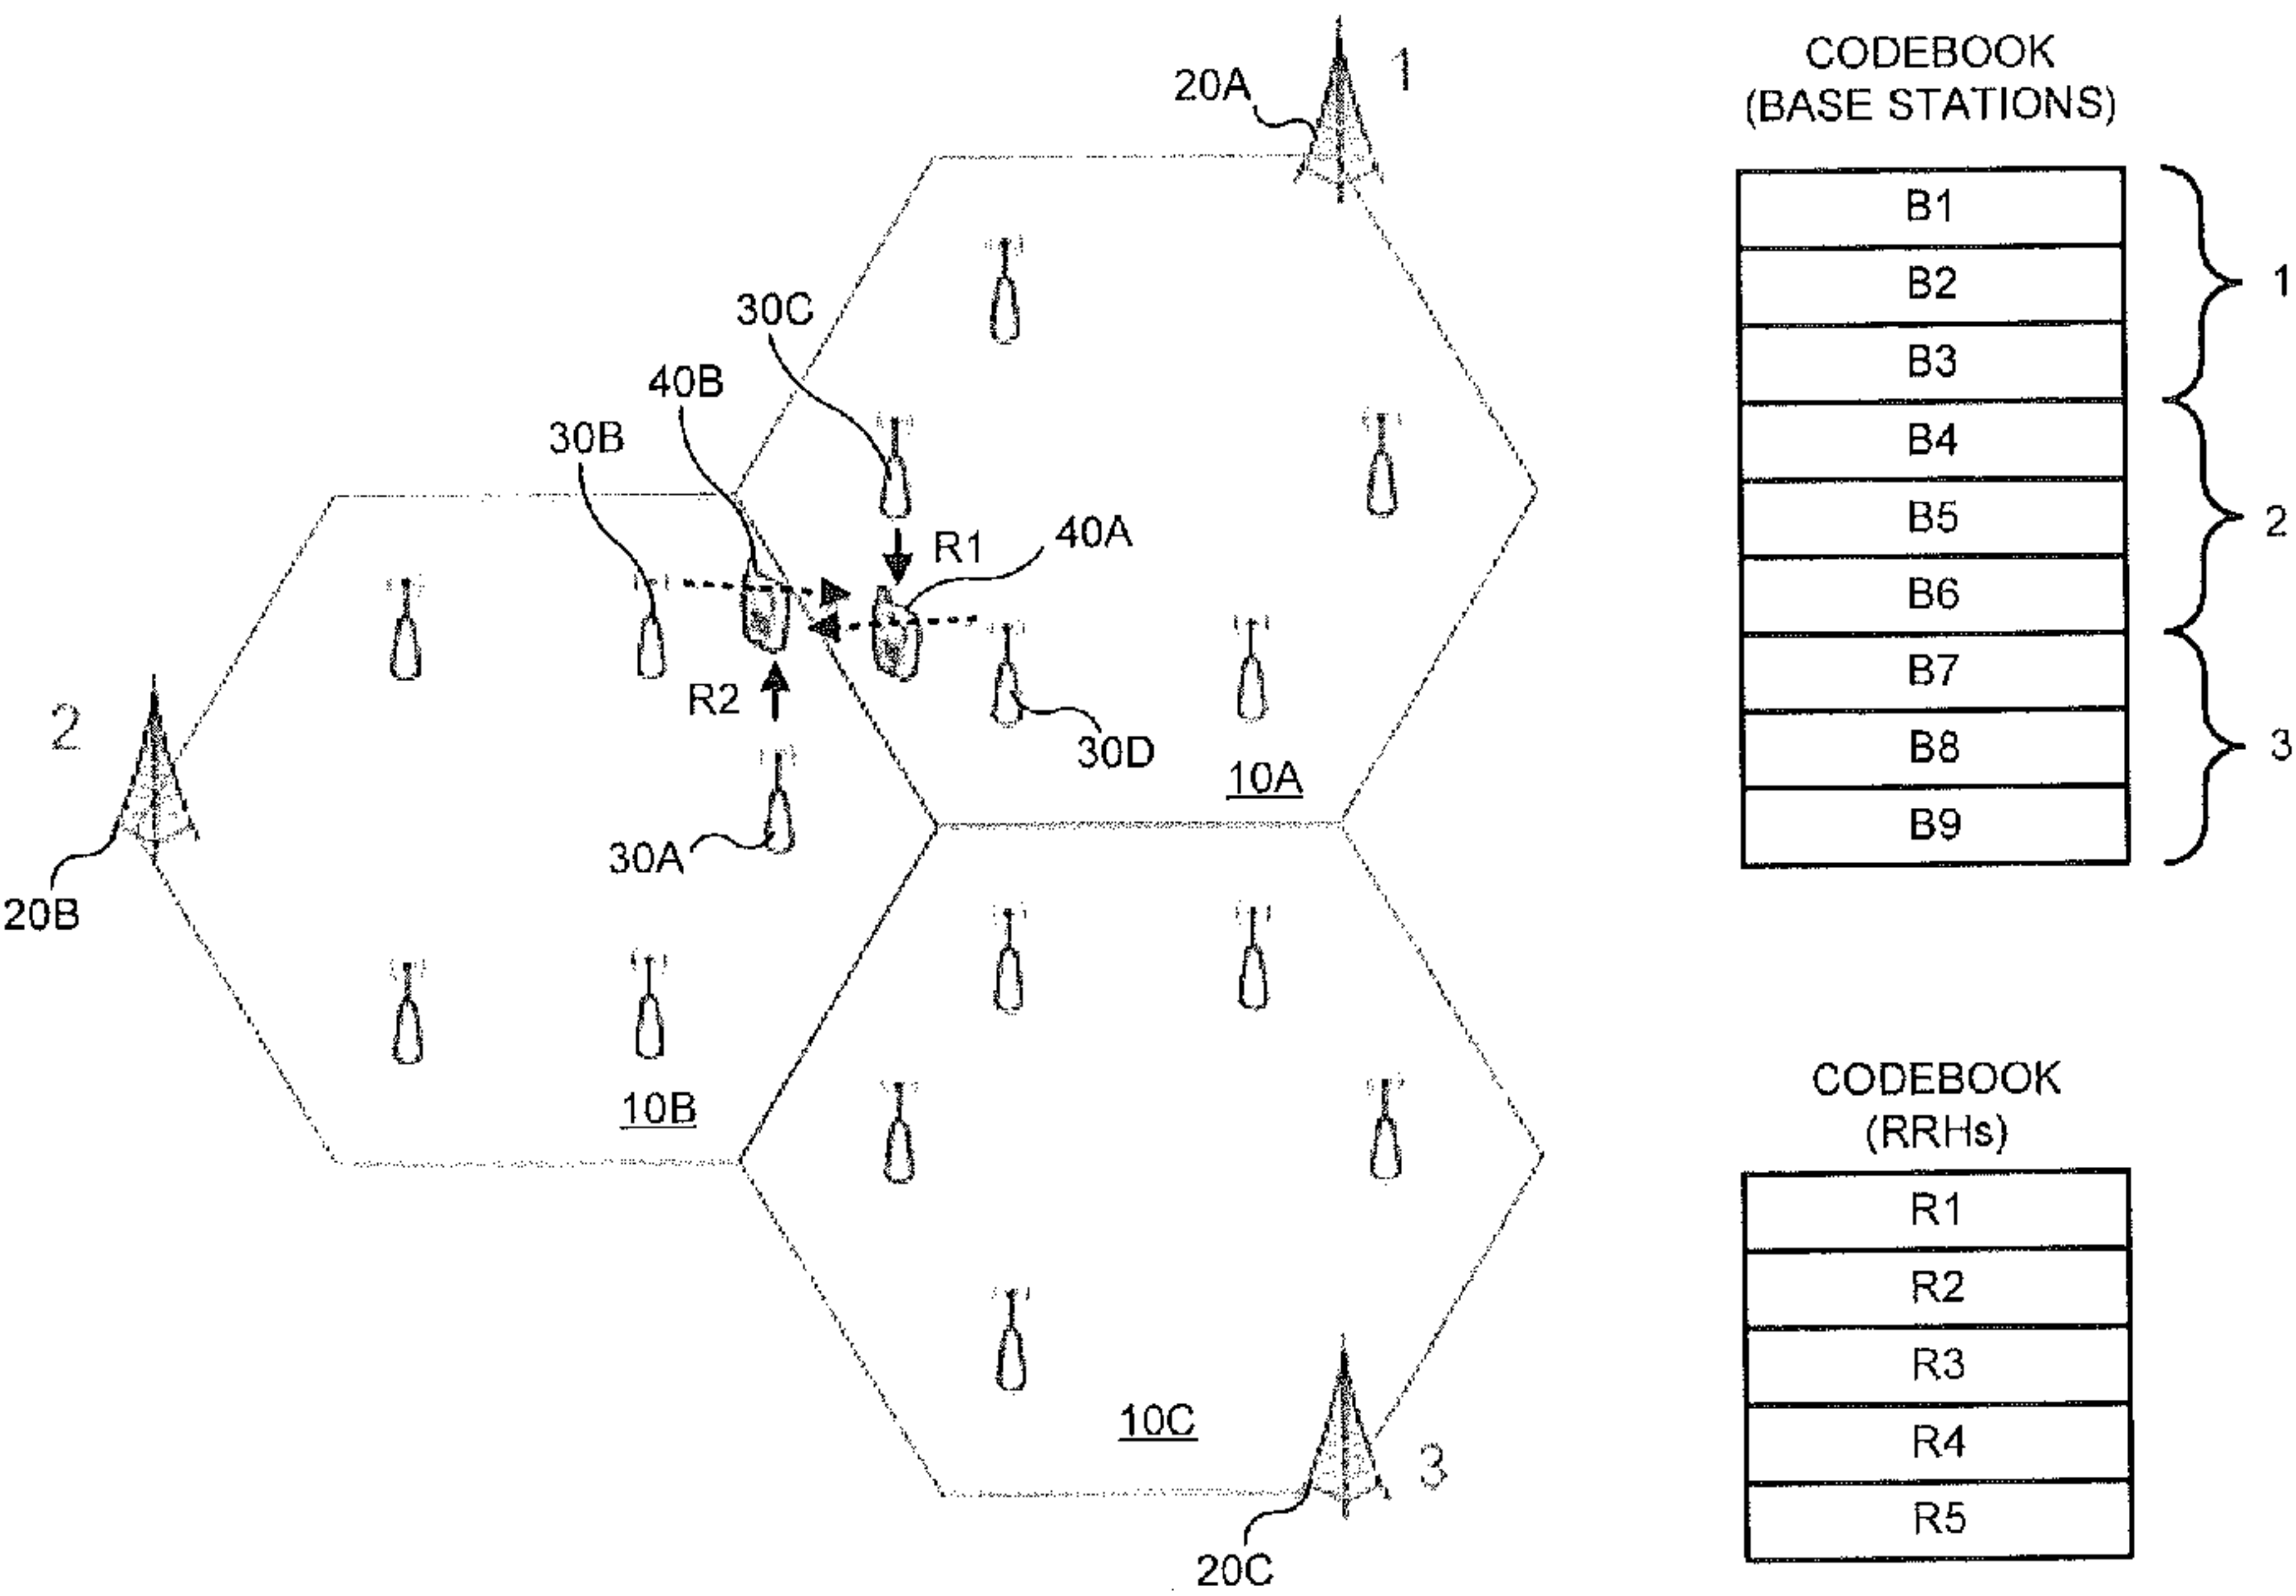 20A
1
30C
40B
30B
R1
40A
R2
30D
2
10A
30A
20B
10B
10C
3
20C
CODEBOOK
(BASE STATIONS)
B1
B2
B3
B4
B5
B6
B7
B8
B9
1
2
3
CODEBOOK
(RRHs)
R1
R2
R3
R4
R5